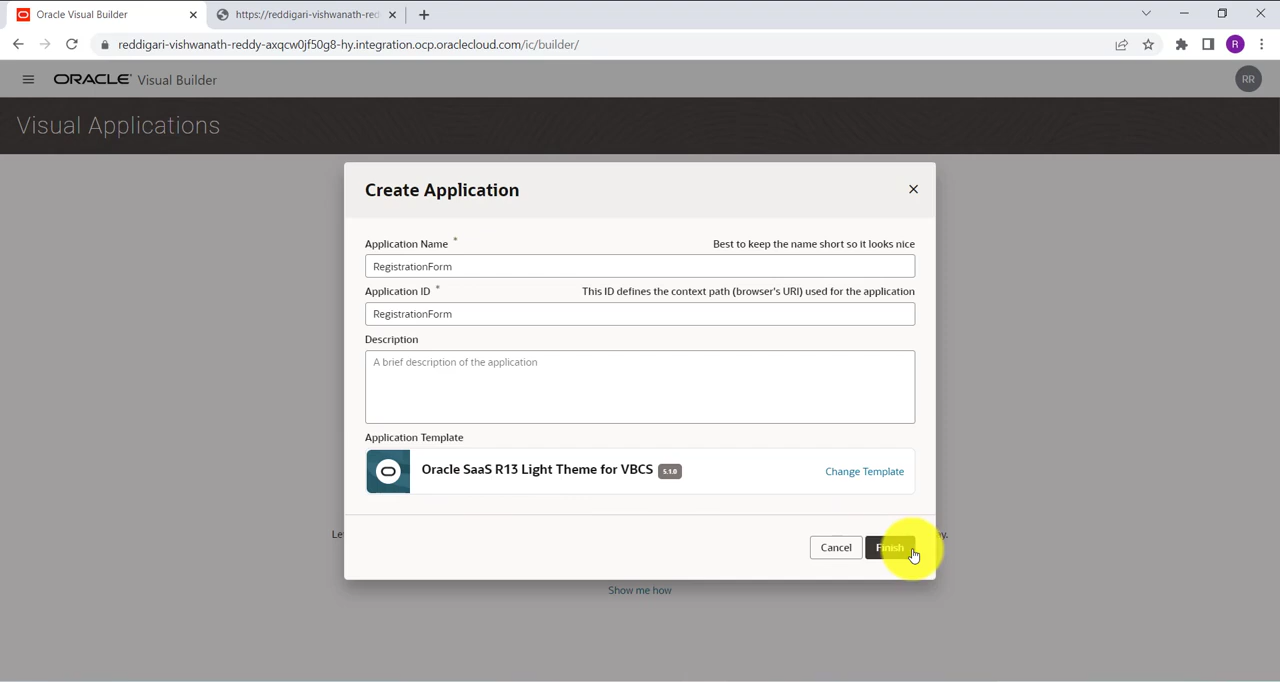 Oracle Visual Builder
https://reddigari-vishwanath-red
reddigari-vishwanath-reddy-axqcw0jf50g8-hy.integration.ocp.oraclecloud.com/ic/builder/
R
ORACLE Visual Builder
RR
Visual Applications
Create Application
Application Name *
Best to keep the name short so it looks nice
RegistrationForm
Application ID *
This ID defines the context path (browser's URI) used for the application
RegistrationForm
Description
A brief description of the application
Application Template
Oracle SaaS R13 Light Theme for VBCS 5.1.0
Change Template
Cancel
Finish
Show me how